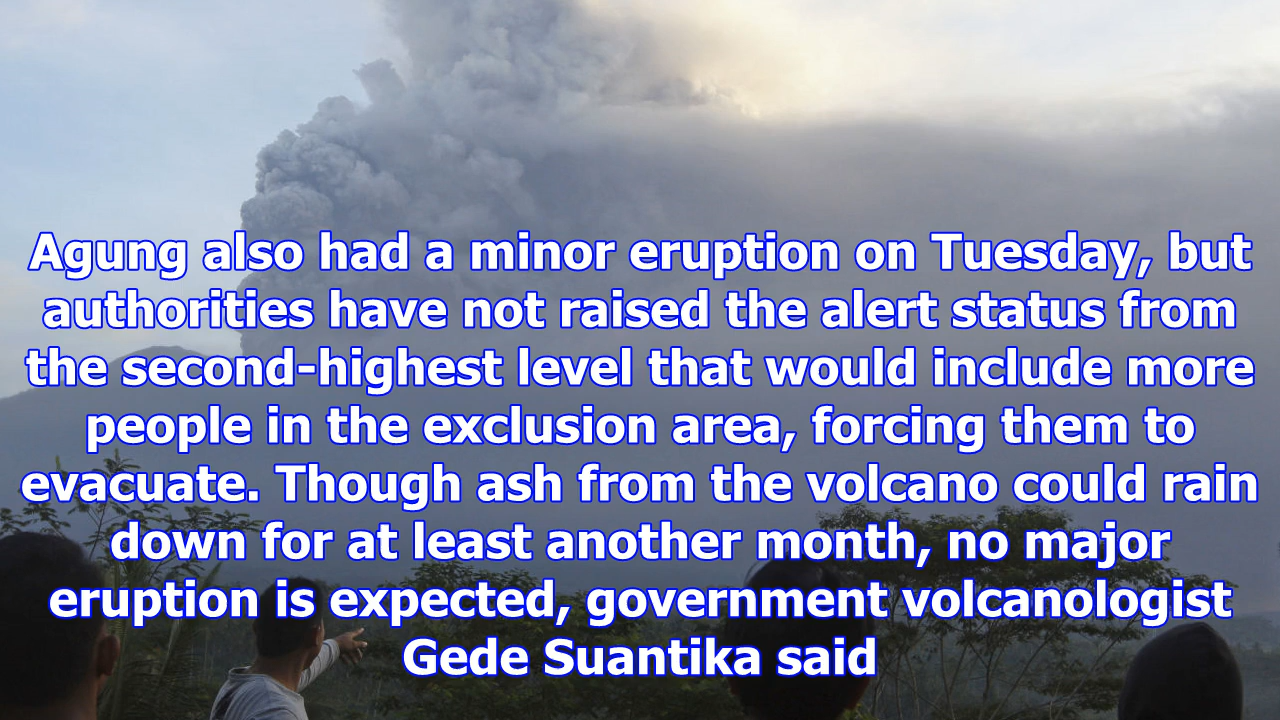 Agung also had a minor eruption on Tuesday, but
authorities have not raised the alert status from
the second-highest level that would include more
people in the exclusion area, forcing them to
evacuate. Though ash from the volcano could rain
down for at least another month, no major
eruption is expected, government volcanologist
Gede Suantika said